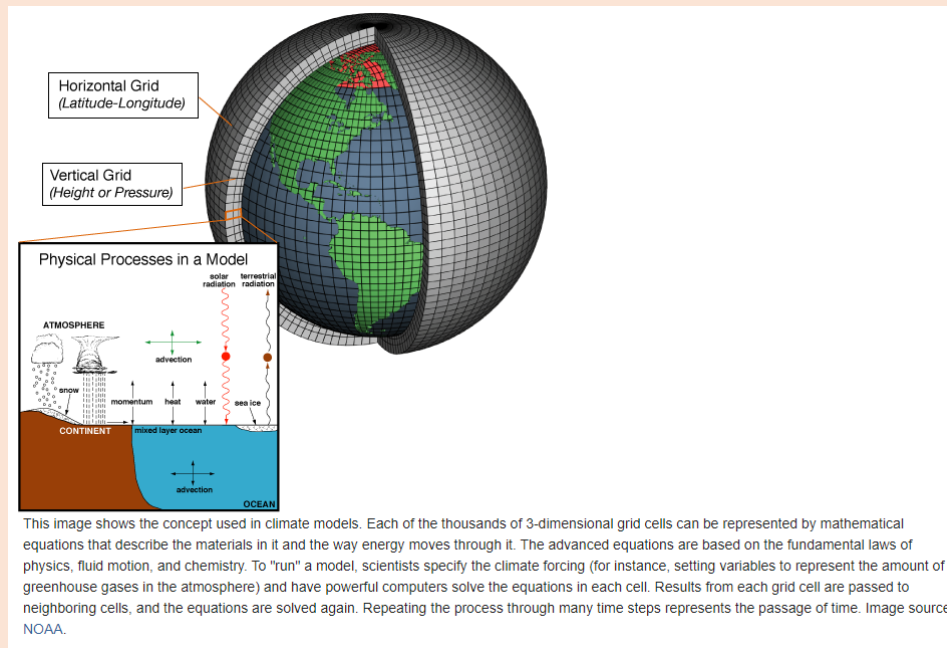 Horizontal Grid
(Latitude-Longitude)
Vertical Grid
(Height or Pressure)
Physical Processes in a Model
solar radiation
terrestrial radiation
ATMOSPHERE
advection
snow
momentum
heat
water
sea ice
CONTINENT
mixed layer ocean
advection
OCEAN
This image shows the concept used in climate models. Each of the thousands of 3-dimensional grid cells can be represented by mathematical
equations that describe the materials in it and the way energy moves through it. The advanced equations are based on the fundamental laws of
physics, fluid motion, and chemistry. To "run" a model, scientists specify the climate forcing (for instance, setting variables to represent the amount of
greenhouse gases in the atmosphere) and have powerful computers solve the equations in each cell. Results from each grid cell are passed to
neighboring cells, and the equations are solved again. Repeating the process through many time steps represents the passage of time. Image source
NOAA.